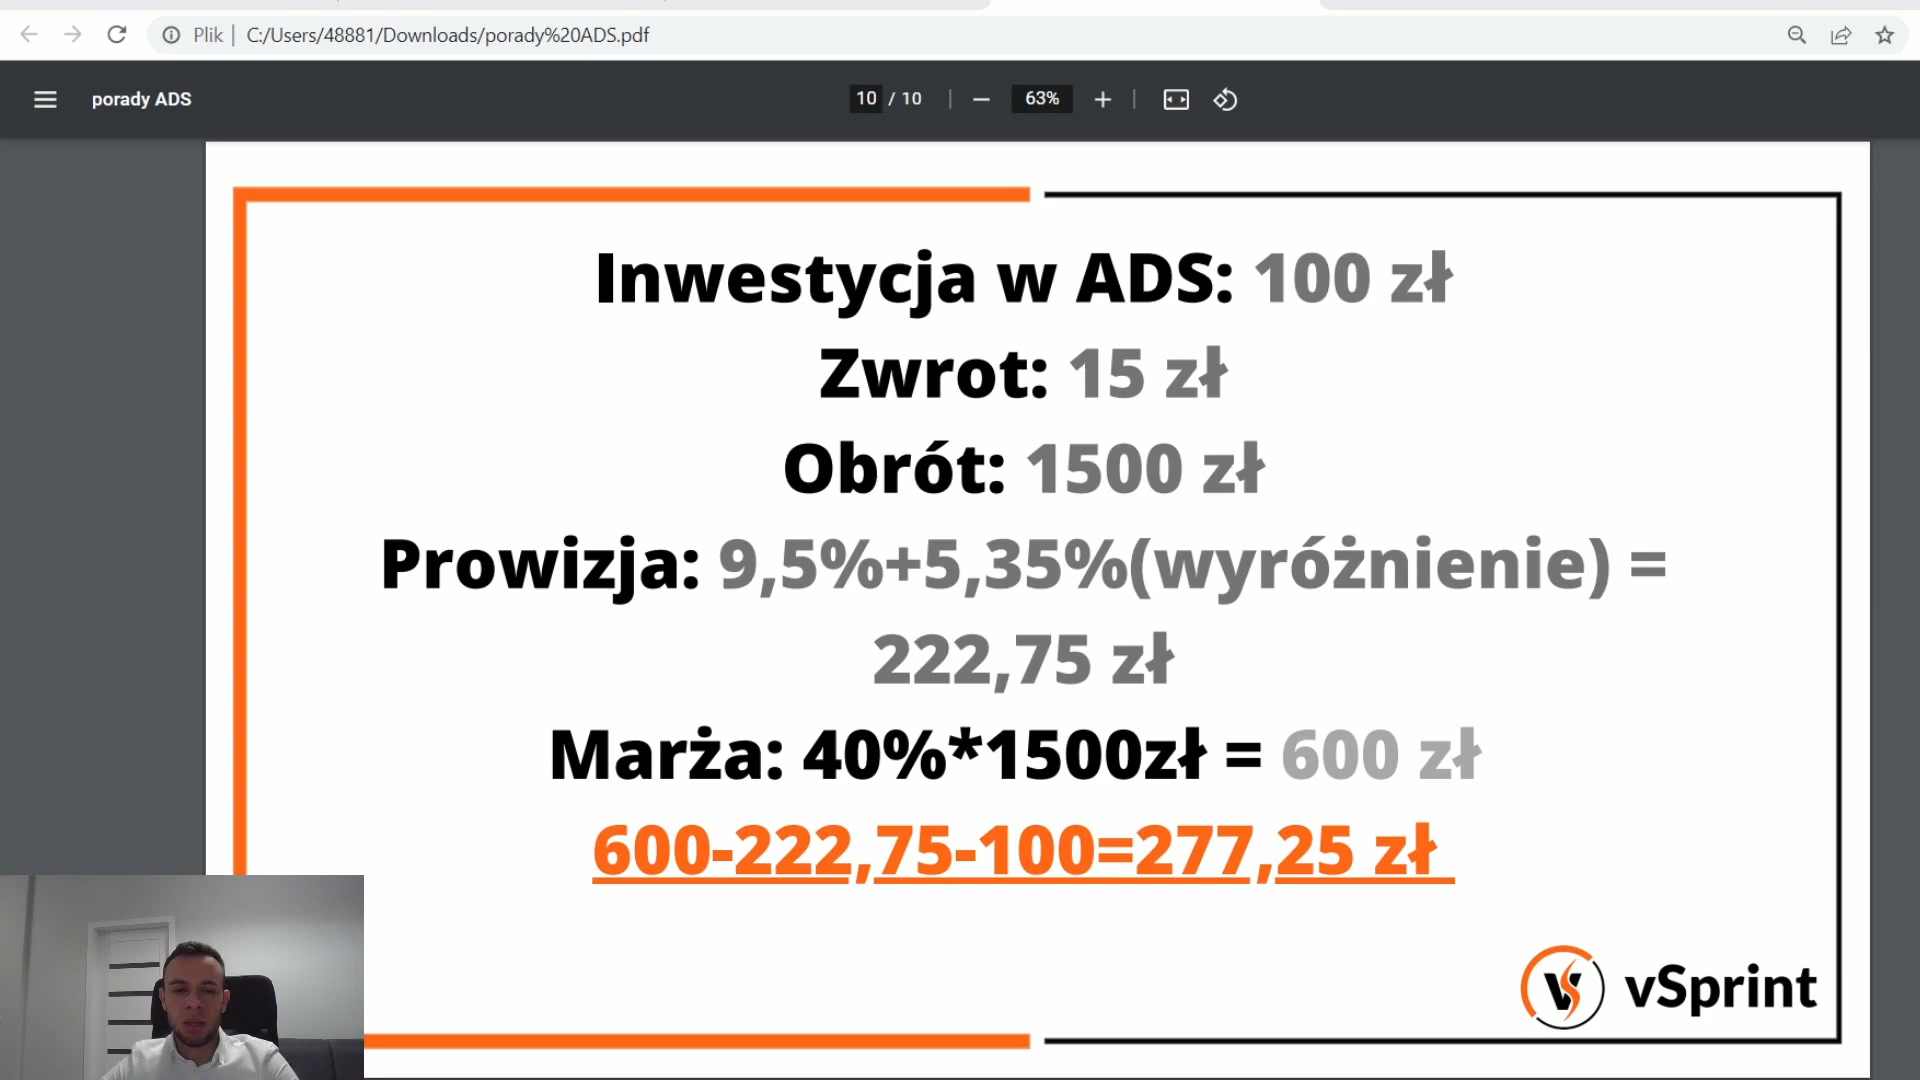 Plik | C:/Users/48881/Downloads/porady%20ADS.pdf
porady ADS
10 / 10
63%
Inwestycja w ADS: 100 zł
Zwrot: 15 zł
Obrót: 1500 zł
Prowizja: 9,5%+5,35%(wyróżnienie) =
222,75 zł
Marża: 40%*1500zł = 600 zł
600-222,75-100=277,25 zł
vSprint